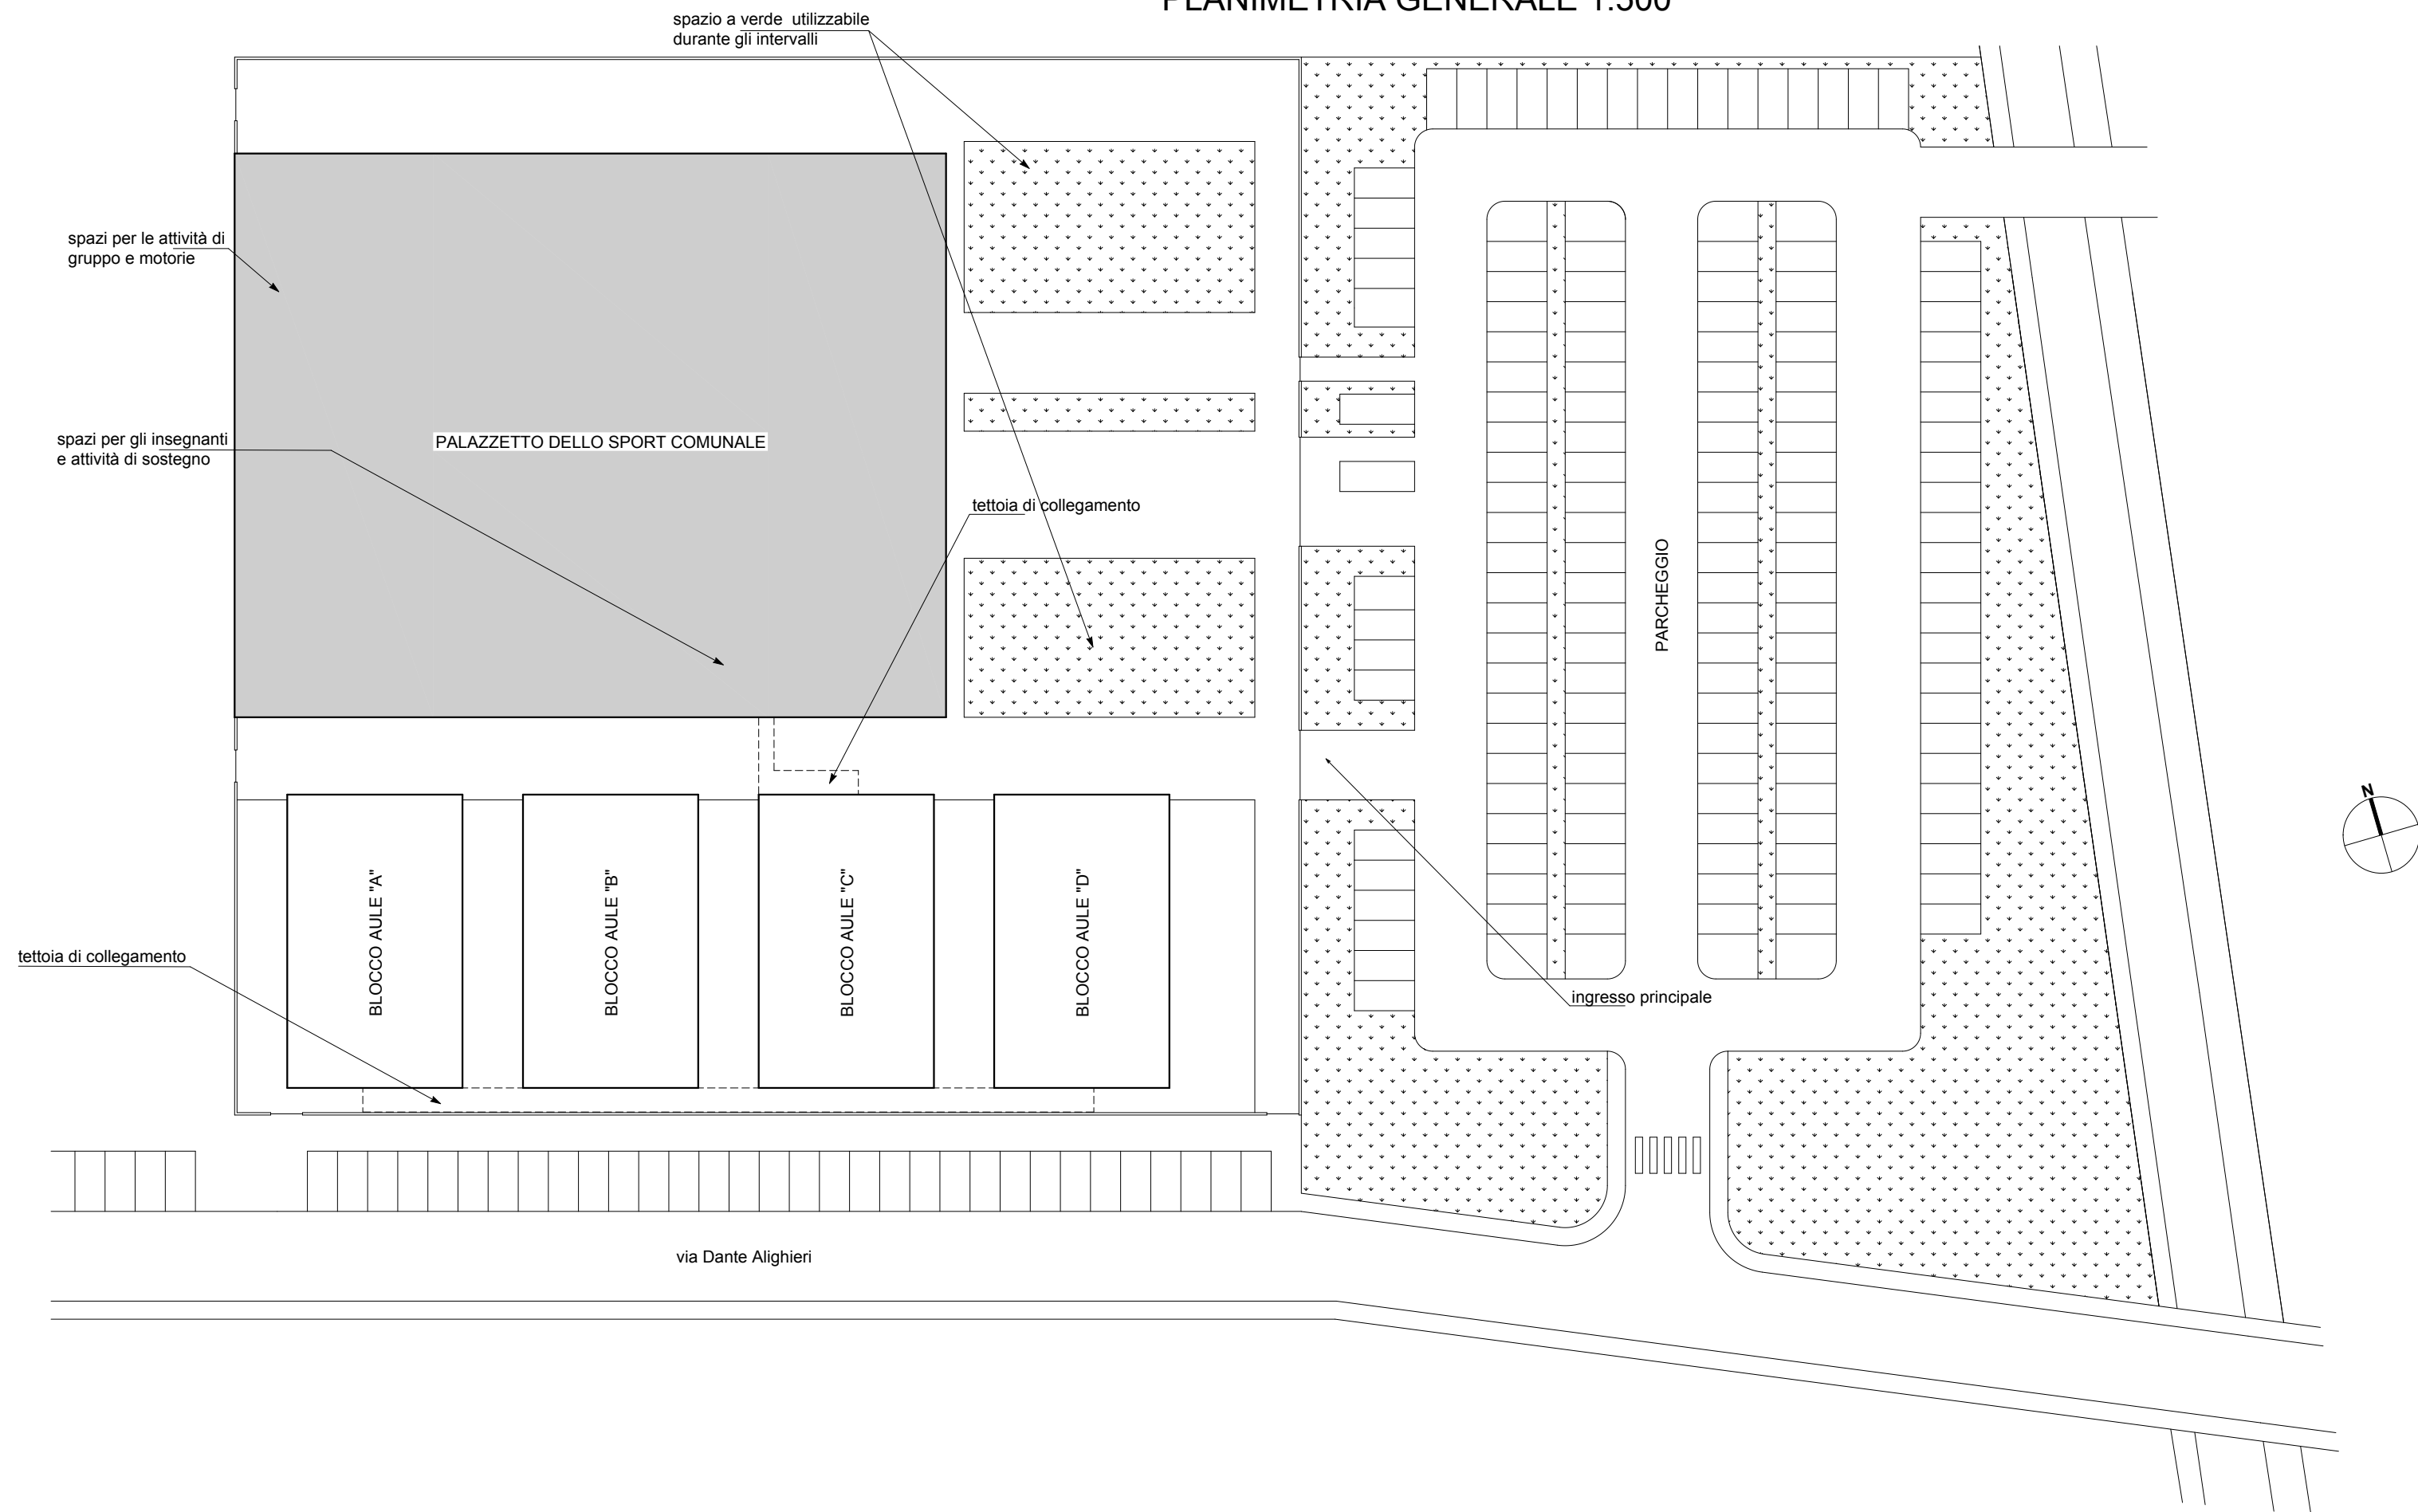 PLANIMETRIA GENERALE 1:500
spazio a verde utilizzabile
durante gli intervalli
spazi per le attività di
gruppo e motorie
spazi per gli insegnanti
e attività di sostegno
PALAZZETTO DELLO SPORT COMUNALE
tettoia di collegamento
PARCHEGGIO
N
BLOCCO AULE "A"
BLOCCO AULE "B"
BLOCCO AULE "C"
BLOCCO AULE "D"
tettoia di collegamento
ingresso principale
via Dante Alighieri